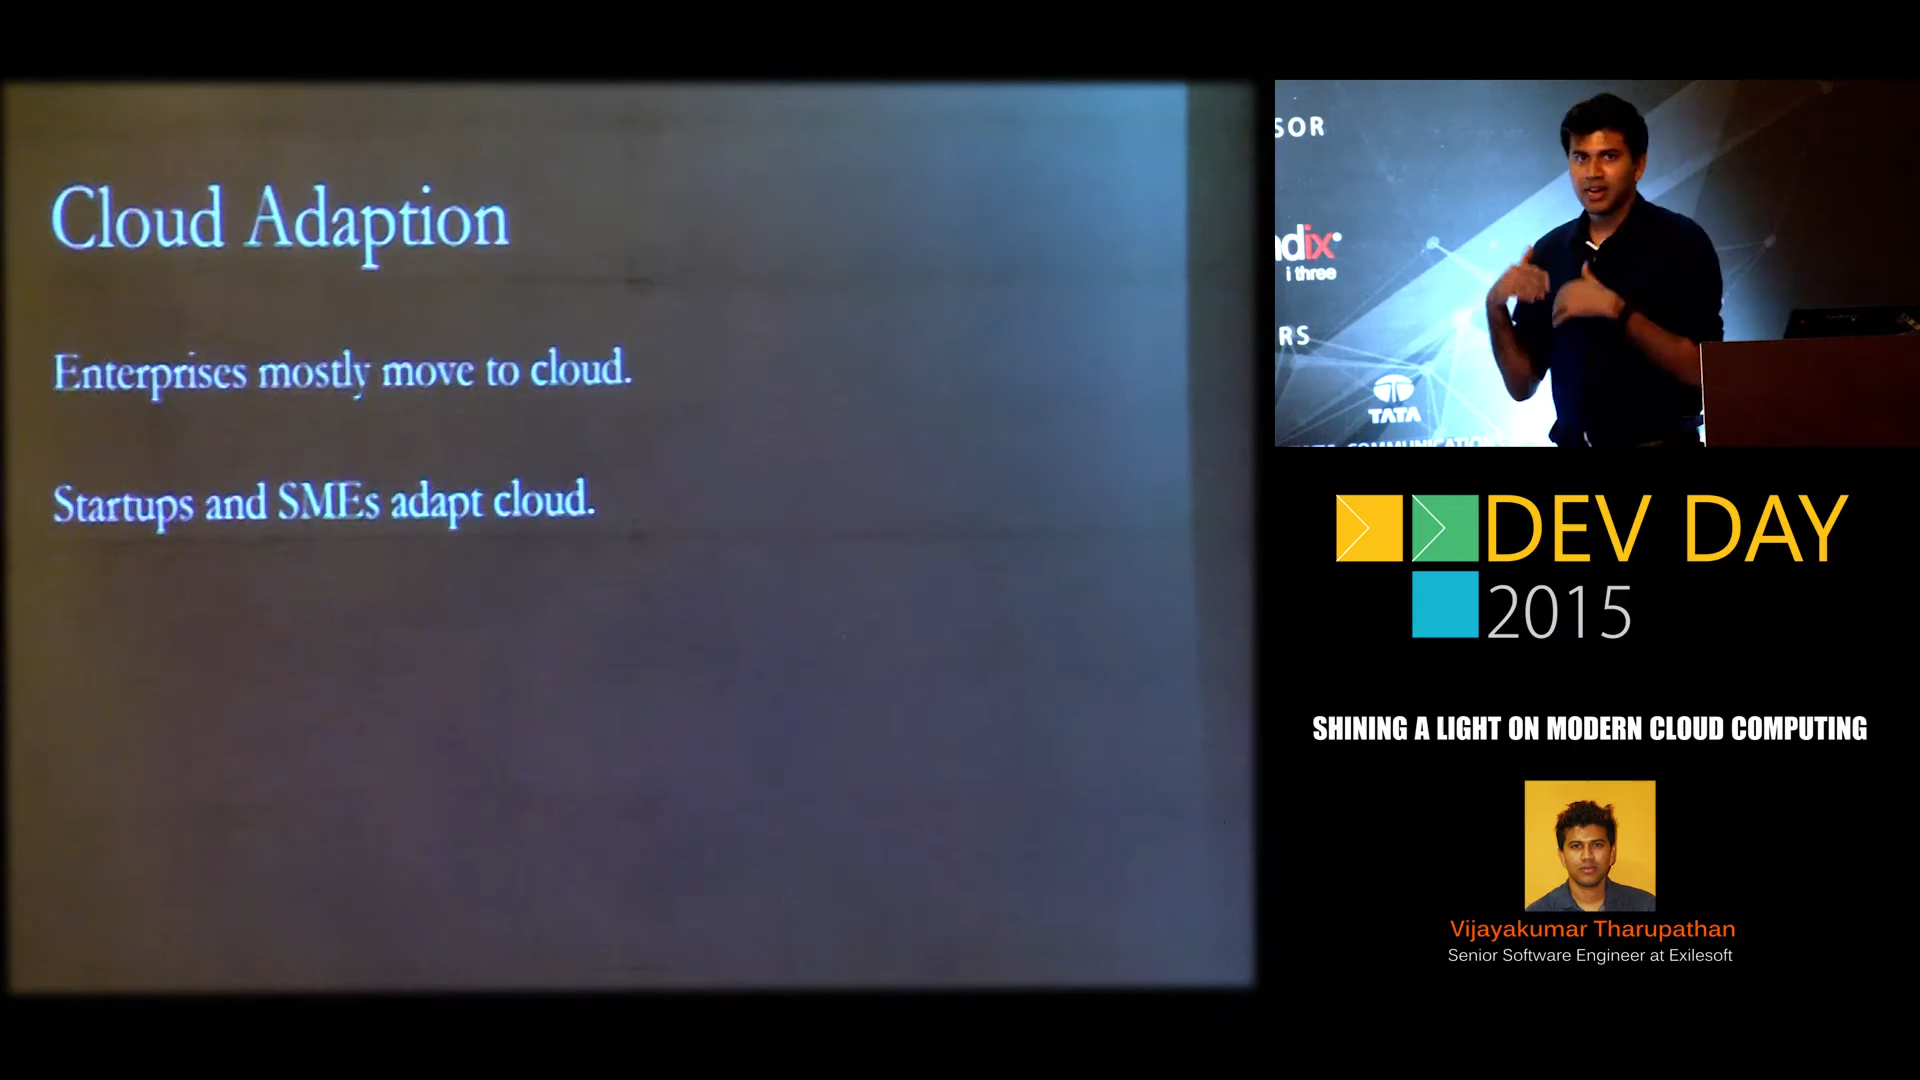 Cloud Adaption
Enterprises mostly move to cloud.
Startups and SMEs adapt cloud.
SOR
dix
i three
RS
TATA
COMMUNICATION
DEV DAY
2015
SHINING A LIGHT ON MODERN CLOUD COMPUTING
Vijayakumar Tharupathan
Senior Software Engineer at Exilesoft